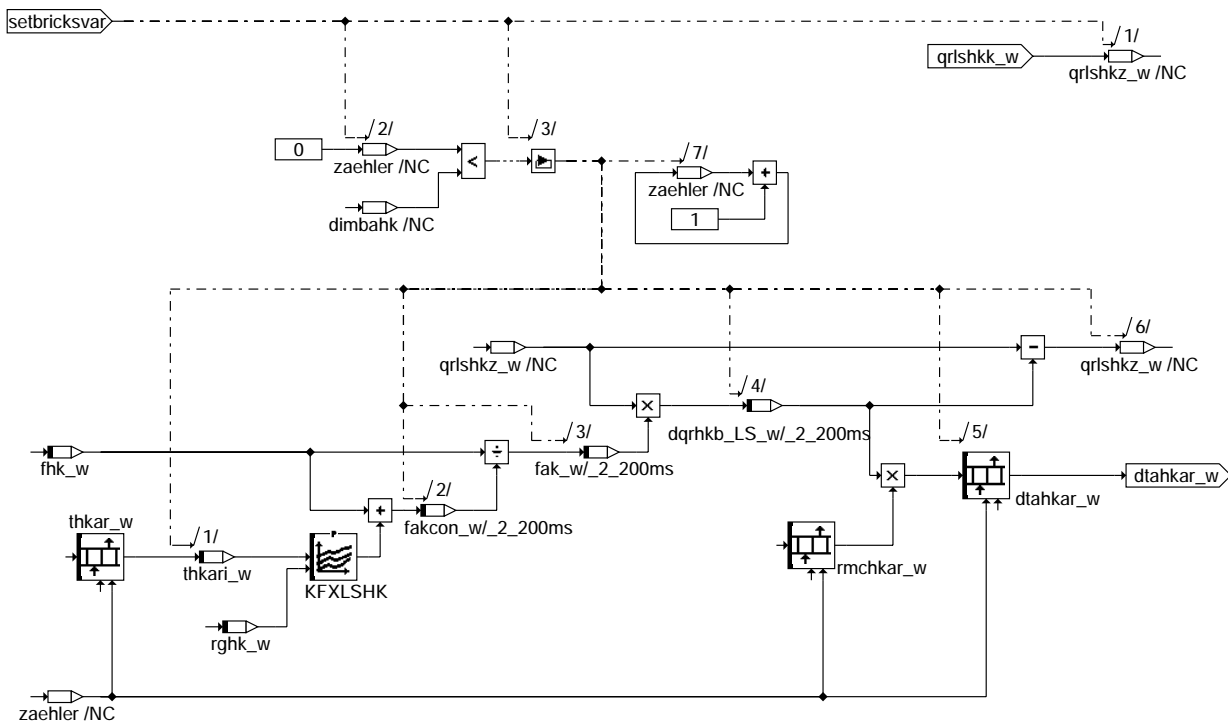 setbricksvar
/1/
qrlshkk_w
qrlshkz_w /NC
/2/
/3/
0
zaehler /NC
<
/7/
+
zaehler /NC
dimbahk /NC
1
/6/
qrlshkz_w /NC
−
qrlshkz_w /NC
/4/
×
/3/
dqrhkb_LS_w/_2_200ms
/5/
fhk_w
÷
fak_w/_2_200ms
×
dtahkar_w
dtahkar_w
/2/
thkar_w
+
fakcon_w/_2_200ms
/1/
P
thkari_w
rmchkar_w
KFXLSHK
rghk_w
zaehler /NC